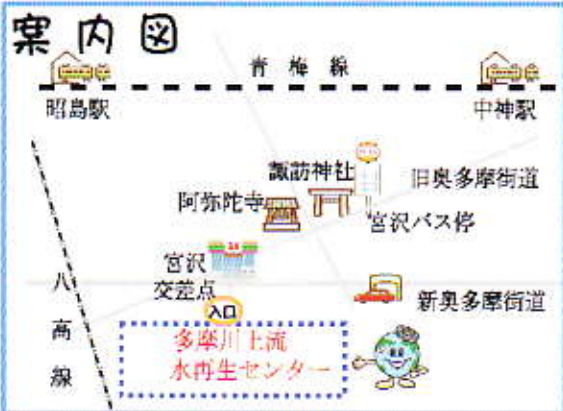 案内図
青梅線
昭島駅
中神駅
諏訪神社
旧奥多摩街道
阿弥陀寺
宮沢バス停
宮沢
交差点
八高線
新奥多摩街道
入口
多摩川上流
水再生センター